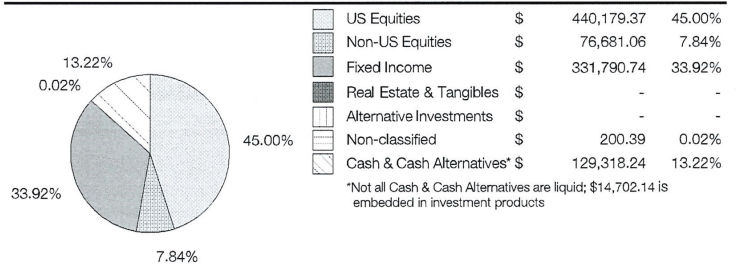 US Equities $ 440,179.37 45.00%
Non-US Equities $ 76,681.06 7.84%
Fixed Income $ 331,790.74 33.92%
Real Estate & Tangibles $ - -
Alternative Investments $ - -
Non-classified $ 200.39 0.02%
Cash & Cash Alternatives* $ 129,318.24 13.22%
*Not all Cash & Cash Alternatives are liquid; $14,702.14 is
embedded in investment products
13.22%
0.02%
45.00%
33.92%
7.84%